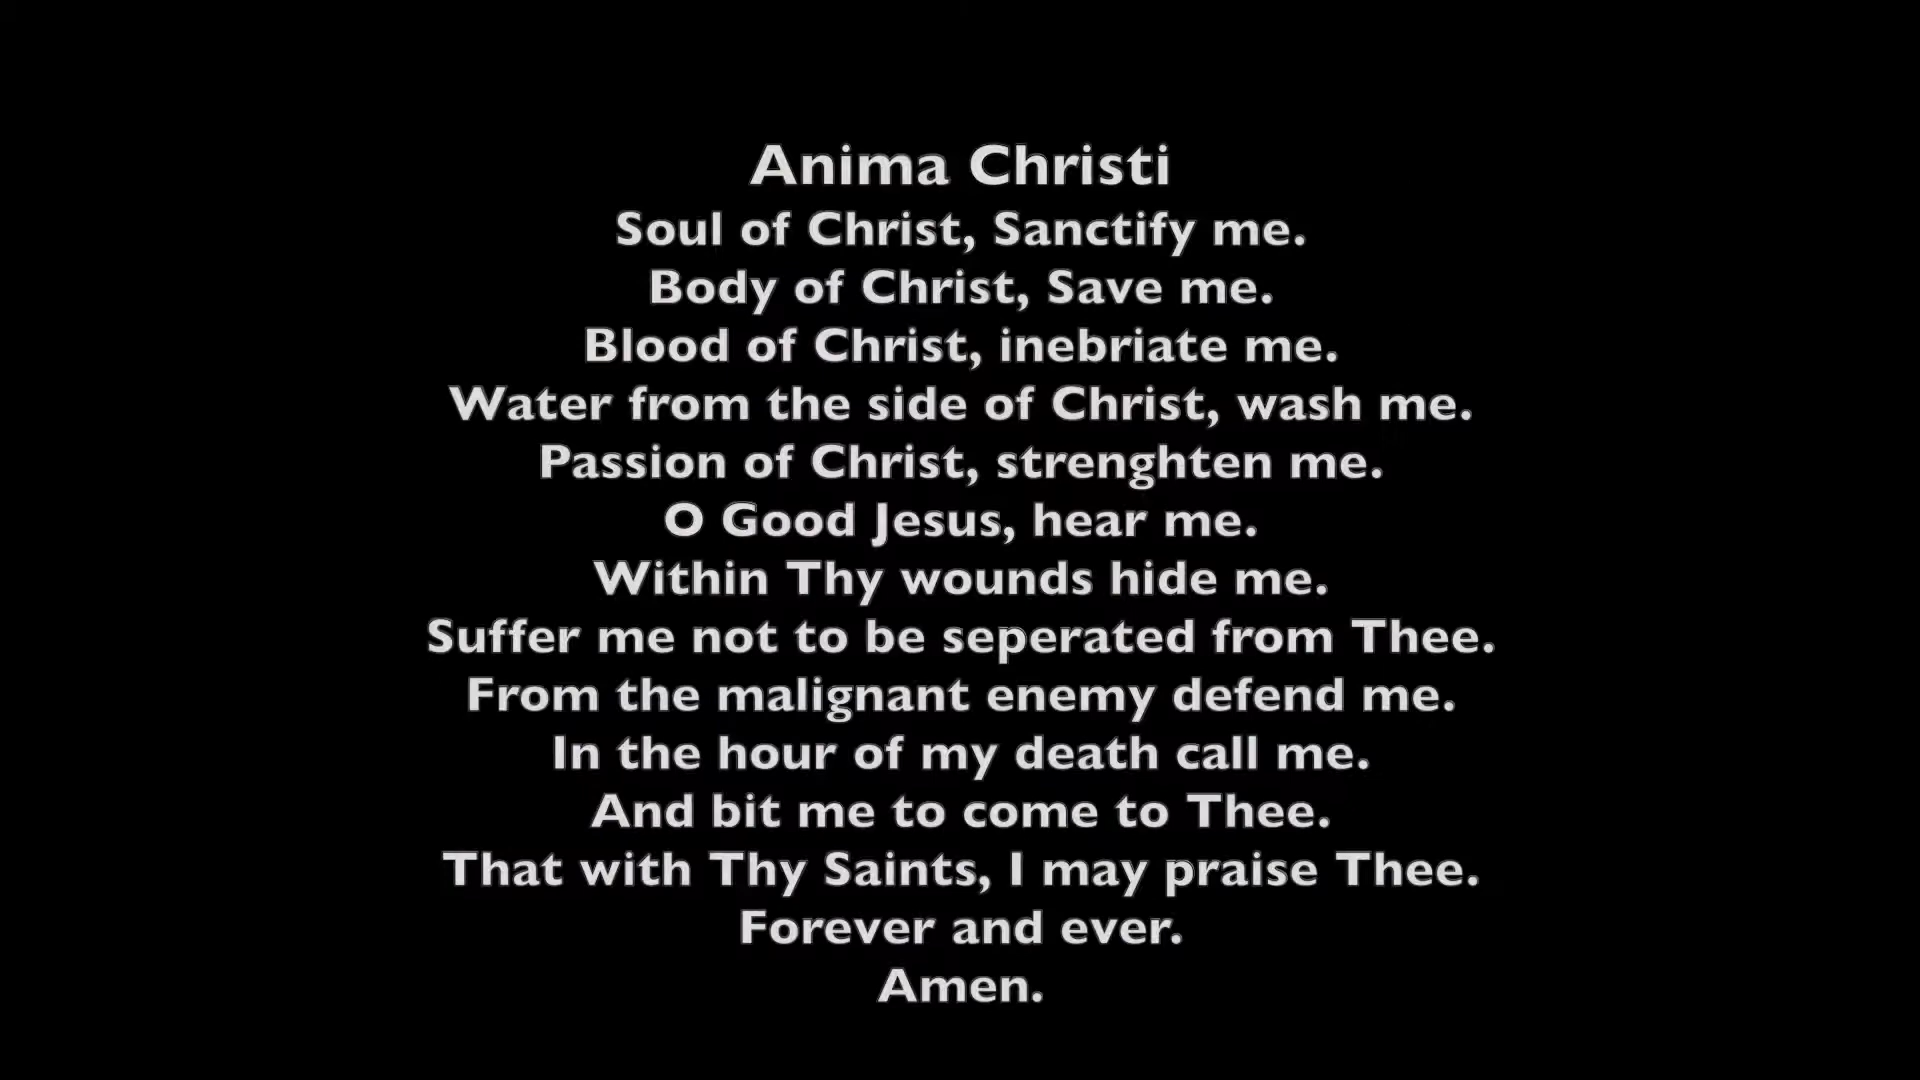 Anima Christi
Soul of Christ, Sanctify me.
Body of Christ, Save me.
Blood of Christ, inebriate me.
Water from the side of Christ, wash me.
Passion of Christ, strenghten me.
O Good Jesus, hear me.
Within Thy wounds hide me.
Suffer me not to be seperated from Thee.
From the malignant enemy defend me.
In the hour of my death call me.
And bit me to come to Thee.
That with Thy Saints, I may praise Thee.
Forever and ever.
Amen.